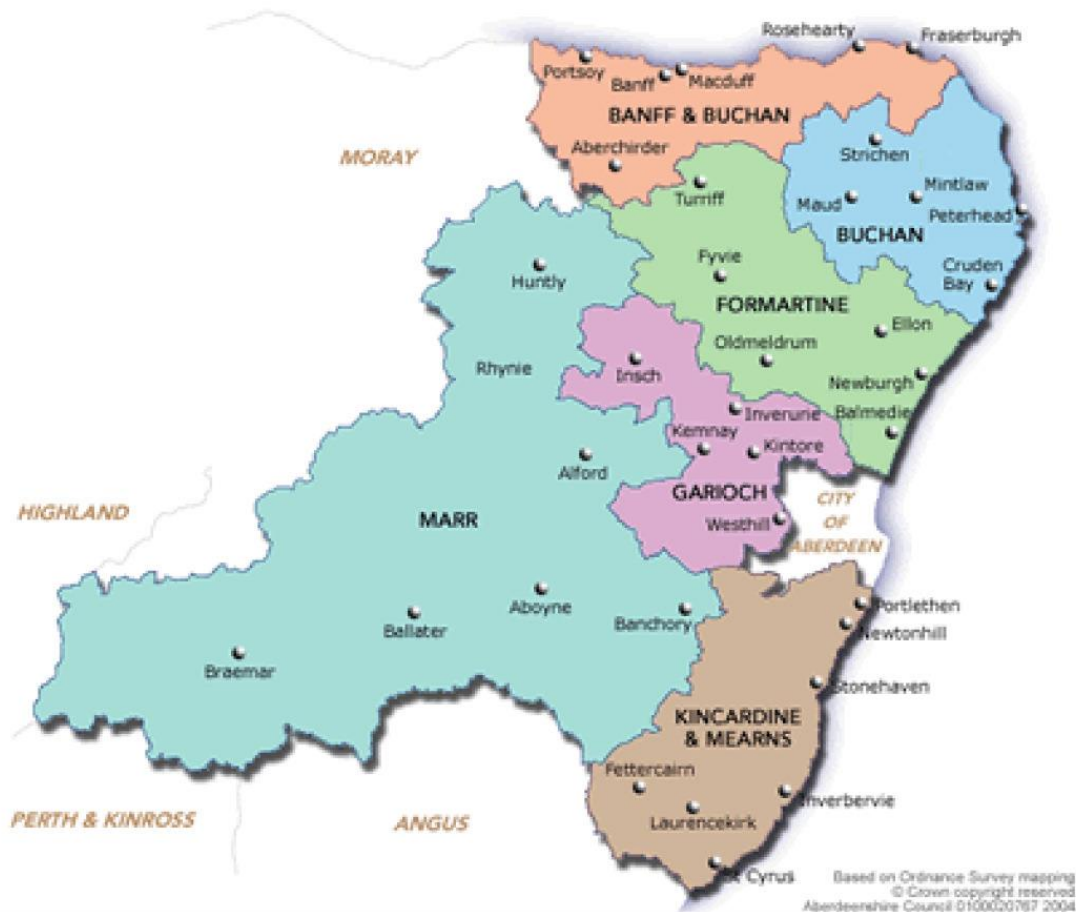 Rosehearty
Fraserburgh
Portsoy
Banff
Macduff
BANFF & BUCHAN
MORAY
Aberchirder
Strichen
Turriff
Maud
Mintlaw
Peterhead
BUCHAN
Fyvie
Huntly
Cruden
Bay
FORMARTINE
Ellon
Oldmeldrum
Rhynie
Insch
Newburgh
Inverurie
Balmedie
Kemnay
Kintore
Alford
GARIOCH
CITY
OF
ABERDEEN
HIGHLAND
MARR
Westhill
Aboyne
Portlethen
Ballater
Banchory
Newtonhill
Braemar
Stonehaven
KINCARDINE
& MEARNS
Fettercairn
Inverbervie
PERTH & KINROSS
ANGUS
Laurencekirk
St Cyrus
Based on Ordnance Survey mapping
© Crown copyright reserved
Aberdeenshire Council 0100020767 2004